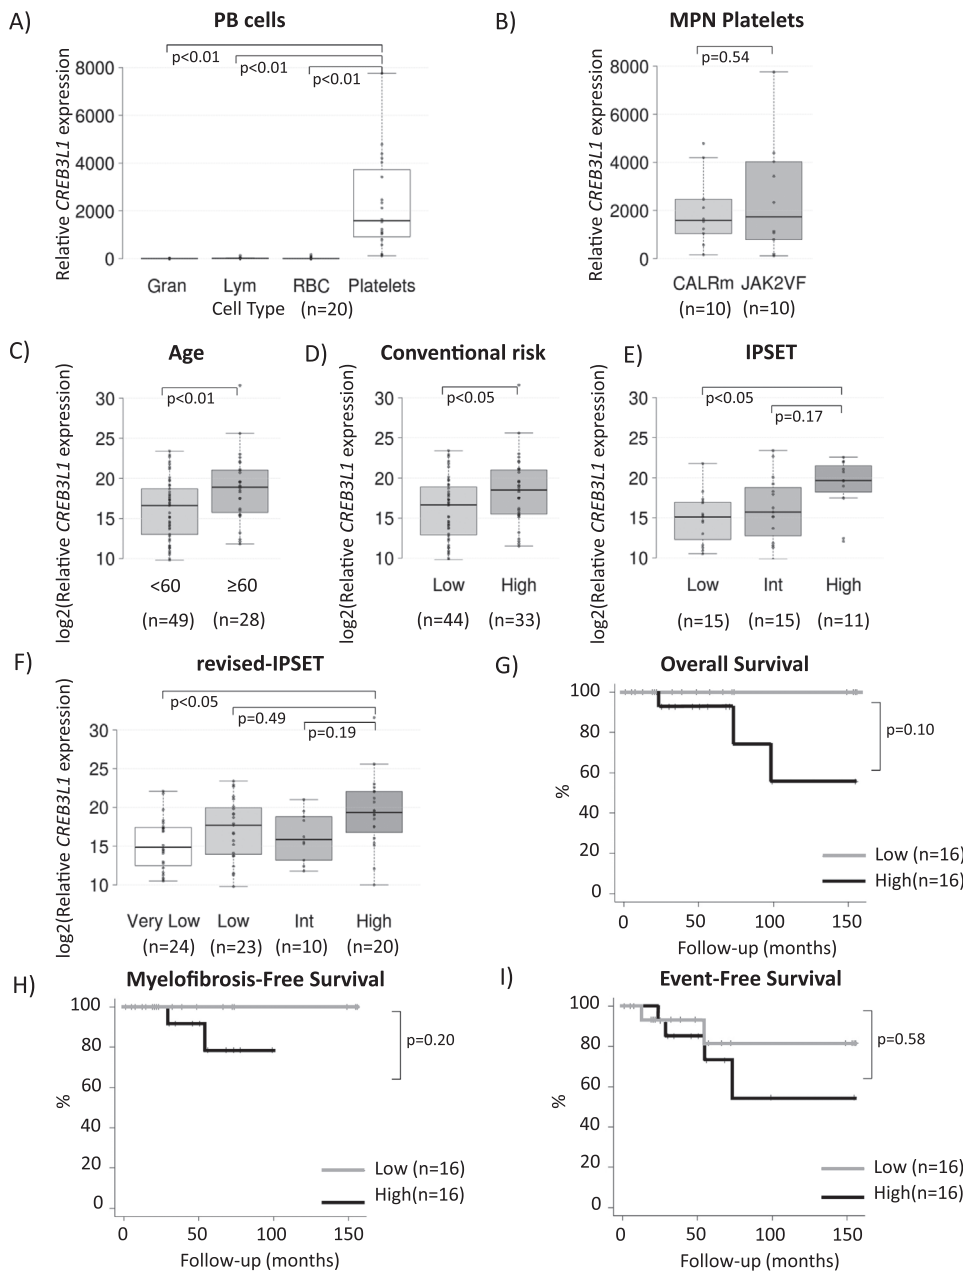 A) PB cells
p<0.01
p<0.01
p<0.01
Relative CREB3L1 expression
8000
6000
4000
2000
0
Gran Lym RBC Platelets
Cell Type (n=20)
B) MPN Platelets
p=0.54
Relative CREB3L1 expression
8000
6000
4000
2000
0
CALRm JAK2VF
(n=10) (n=10)
C) Age
p<0.01
log2(Relative CREB3L1 expression)
30
25
20
15
10
<60 ≥60
(n=49) (n=28)
D) Conventional risk
p<0.05
log2(Relative CREB3L1 expression)
30
25
20
15
10
Low High
(n=44) (n=33)
E) IPSET
p<0.05
p=0.17
log2(Relative CREB3L1 expression)
30
25
20
15
10
Low Int High
(n=15) (n=15) (n=11)
F) revised-IPSET
p<0.05
p=0.49
p=0.19
log2(Relative CREB3L1 expression)
30
25
20
15
10
Very Low Low Int High
(n=24) (n=23) (n=10) (n=20)
G) Overall Survival
100
80
60
40
20
0
%
p=0.10
Low (n=16)
High(n=16)
0 50 100 150
Follow-up (months)
H) Myelofibrosis-Free Survival
100
80
60
40
20
0
%
p=0.20
Low (n=16)
High(n=16)
0 50 100 150
Follow-up (months)
I) Event-Free Survival
100
80
60
40
20
0
%
p=0.58
Low (n=16)
High(n=16)
0 50 100 150
Follow-up (months)